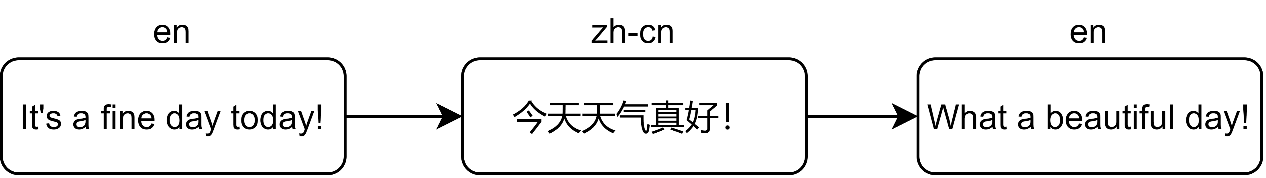 en
zh-cn
en
It's a fine day today!
今天天气真好！
What a beautiful day!